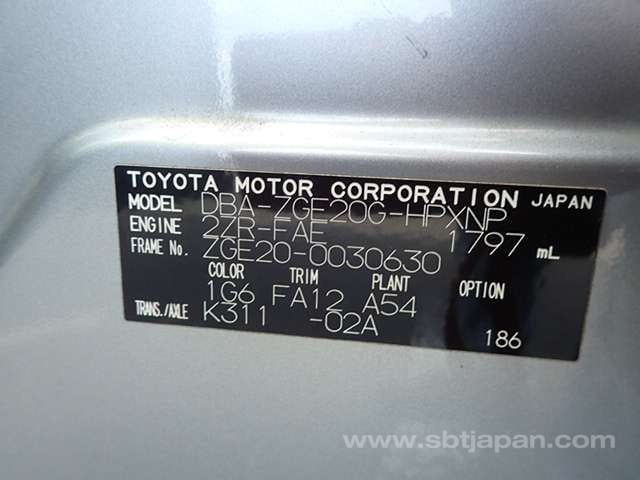 TOYOTA MOTOR CORPORATION JAPAN
MODEL DBA-ZGE20G-HPXNP
ENGINE 2ZR-FAE 1797 mL
FRAME No. ZGE20-0030630
COLOR TRIM PLANT OPTION
1G6 FA12 A54
TRANS./AXLE K311 -02A
186
www.sbtjapan.com